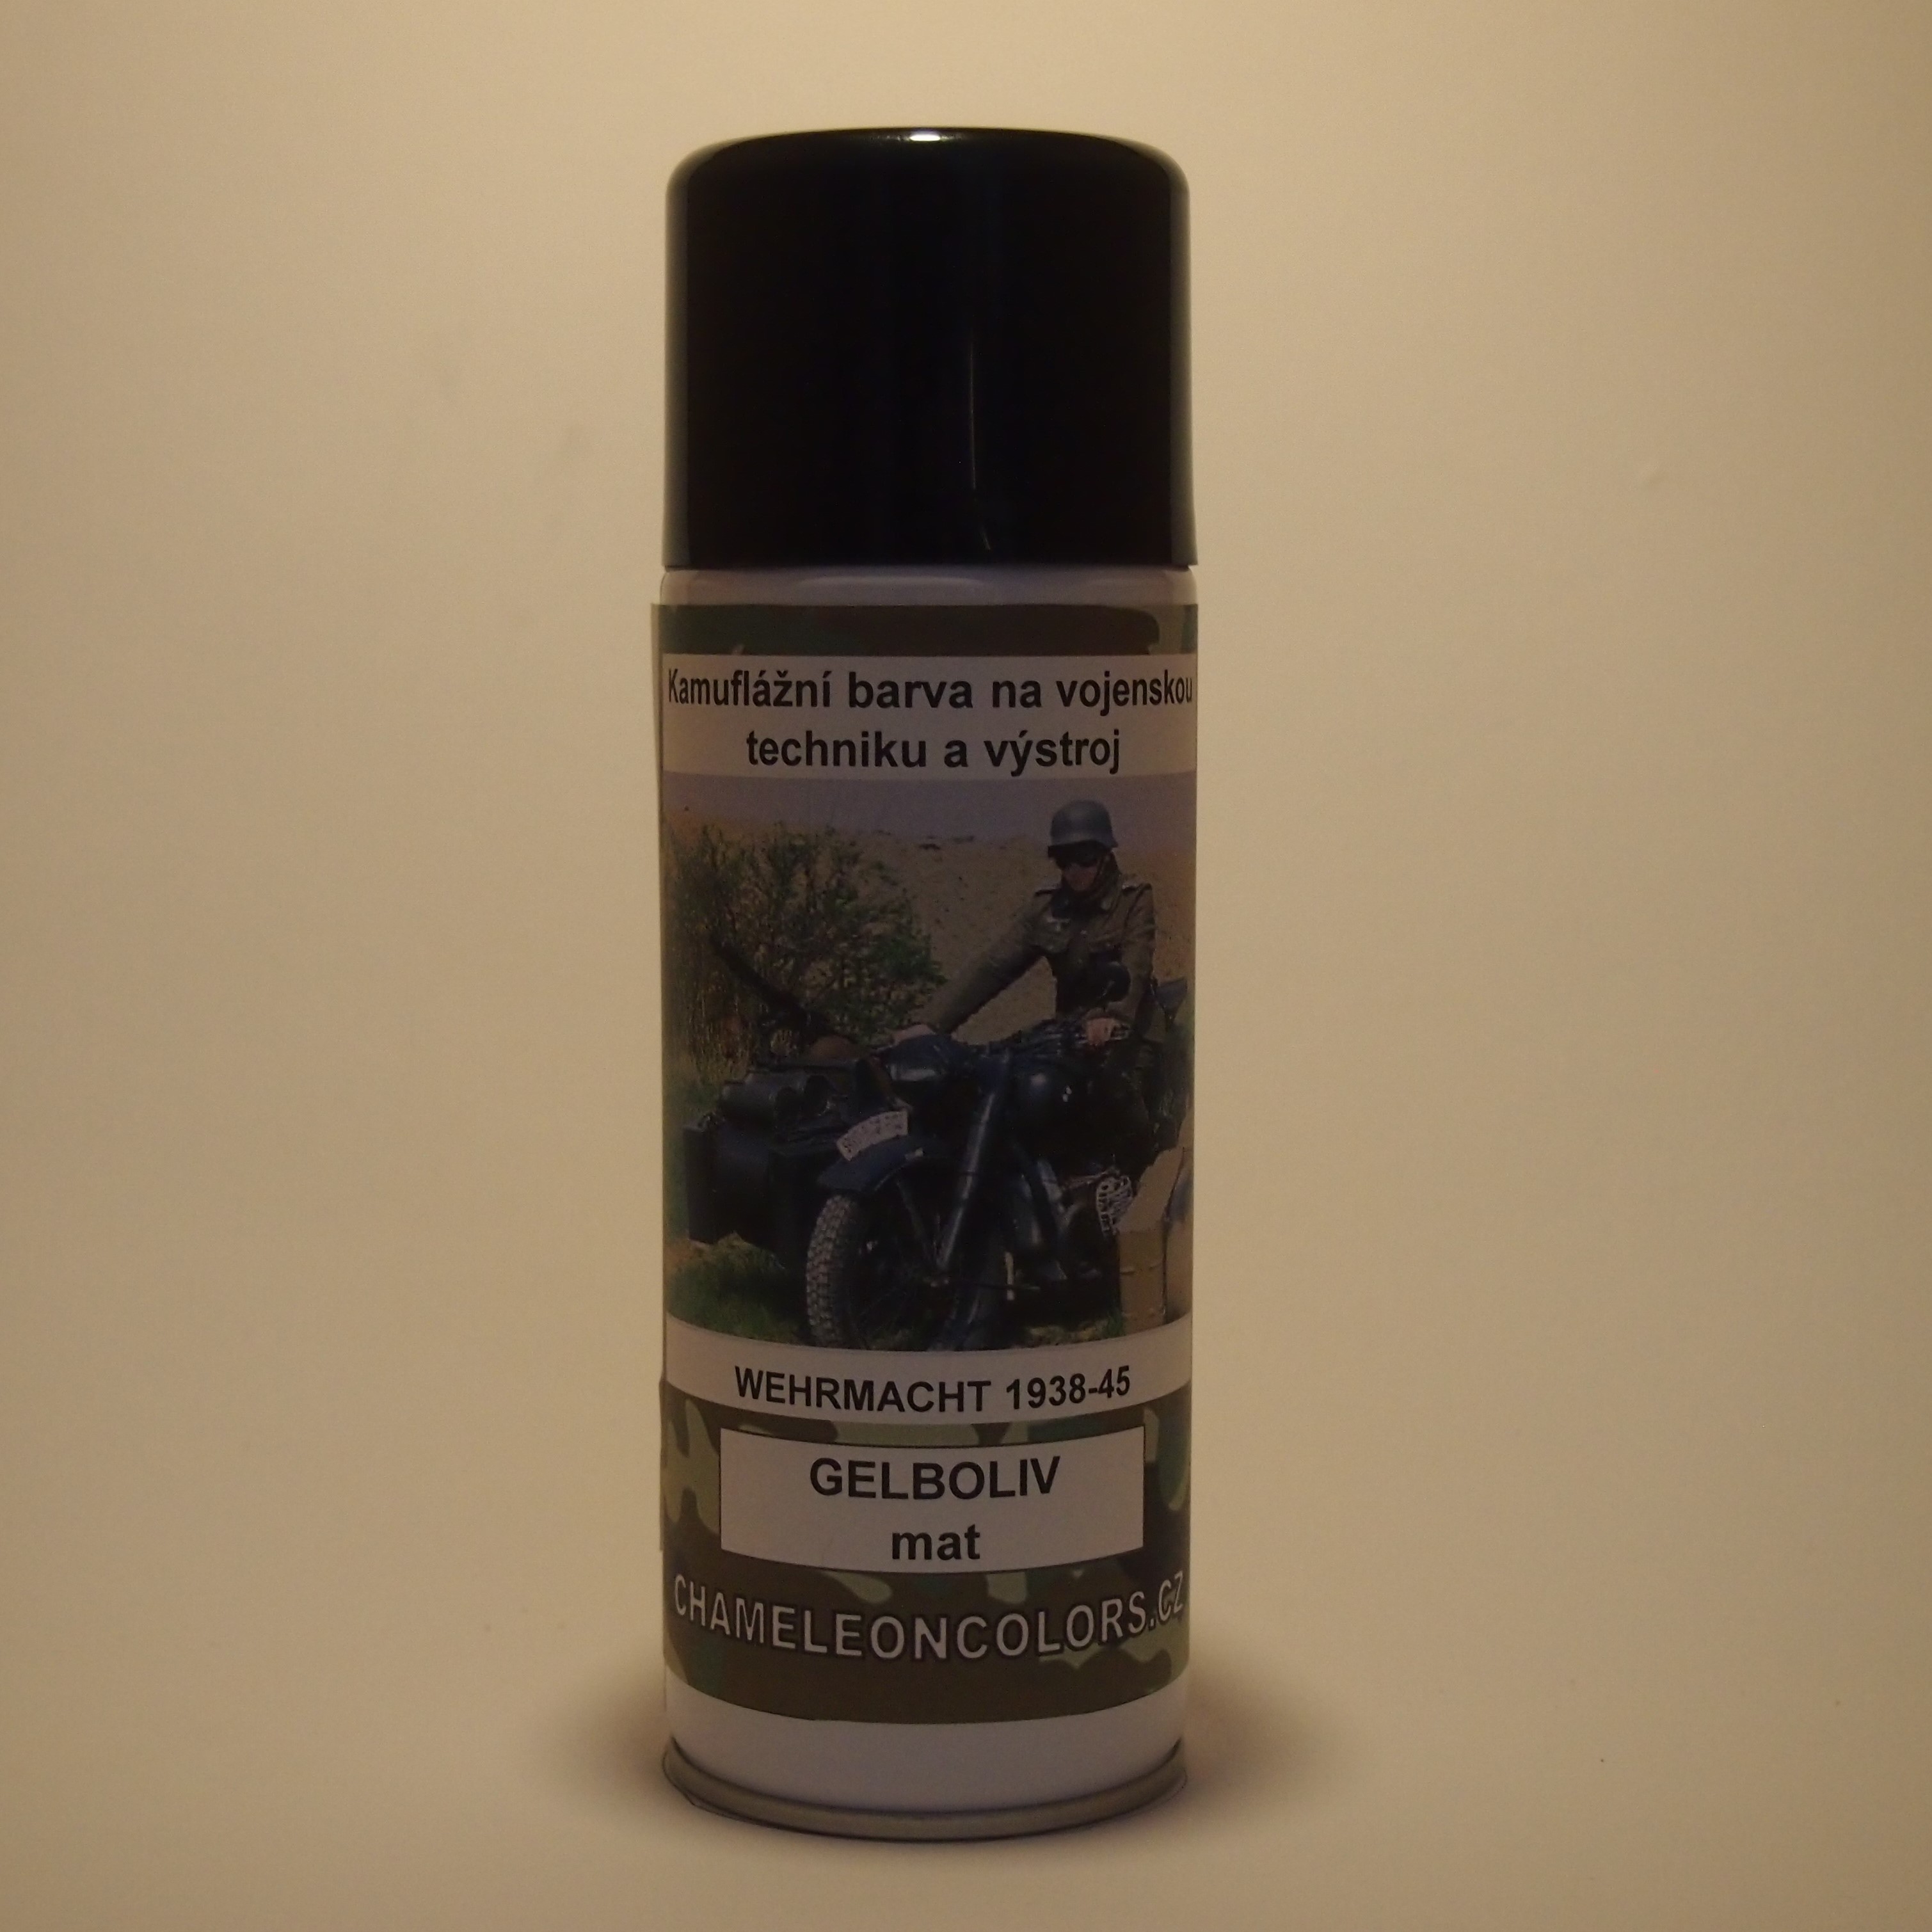 Kamuflážní barva na vojenskou
techniku a výstroj
WEHRMACHT 1938-45
GELBOLIV
mat
CHAMELEONCOLORS.CZ